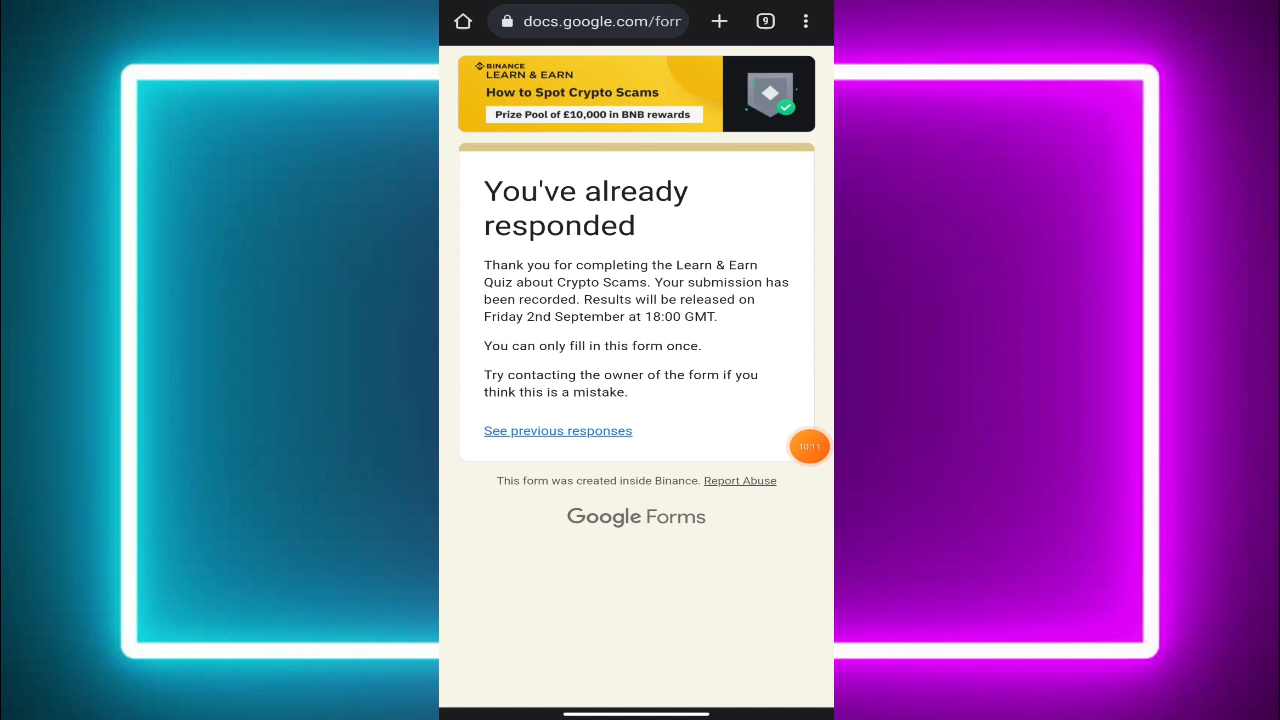 docs.google.com/forr
9
BINANCE
LEARN & EARN
How to Spot Crypto Scams
Prize Pool of £10,000 in BNB rewards
You've already
responded
Thank you for completing the Learn & Earn
Quiz about Crypto Scams. Your submission has
been recorded. Results will be released on
Friday 2nd September at 18:00 GMT.
You can only fill in this form once.
Try contacting the owner of the form if you
think this is a mistake.
See previous responses
10:11
This form was created inside Binance. Report Abuse
Google Forms